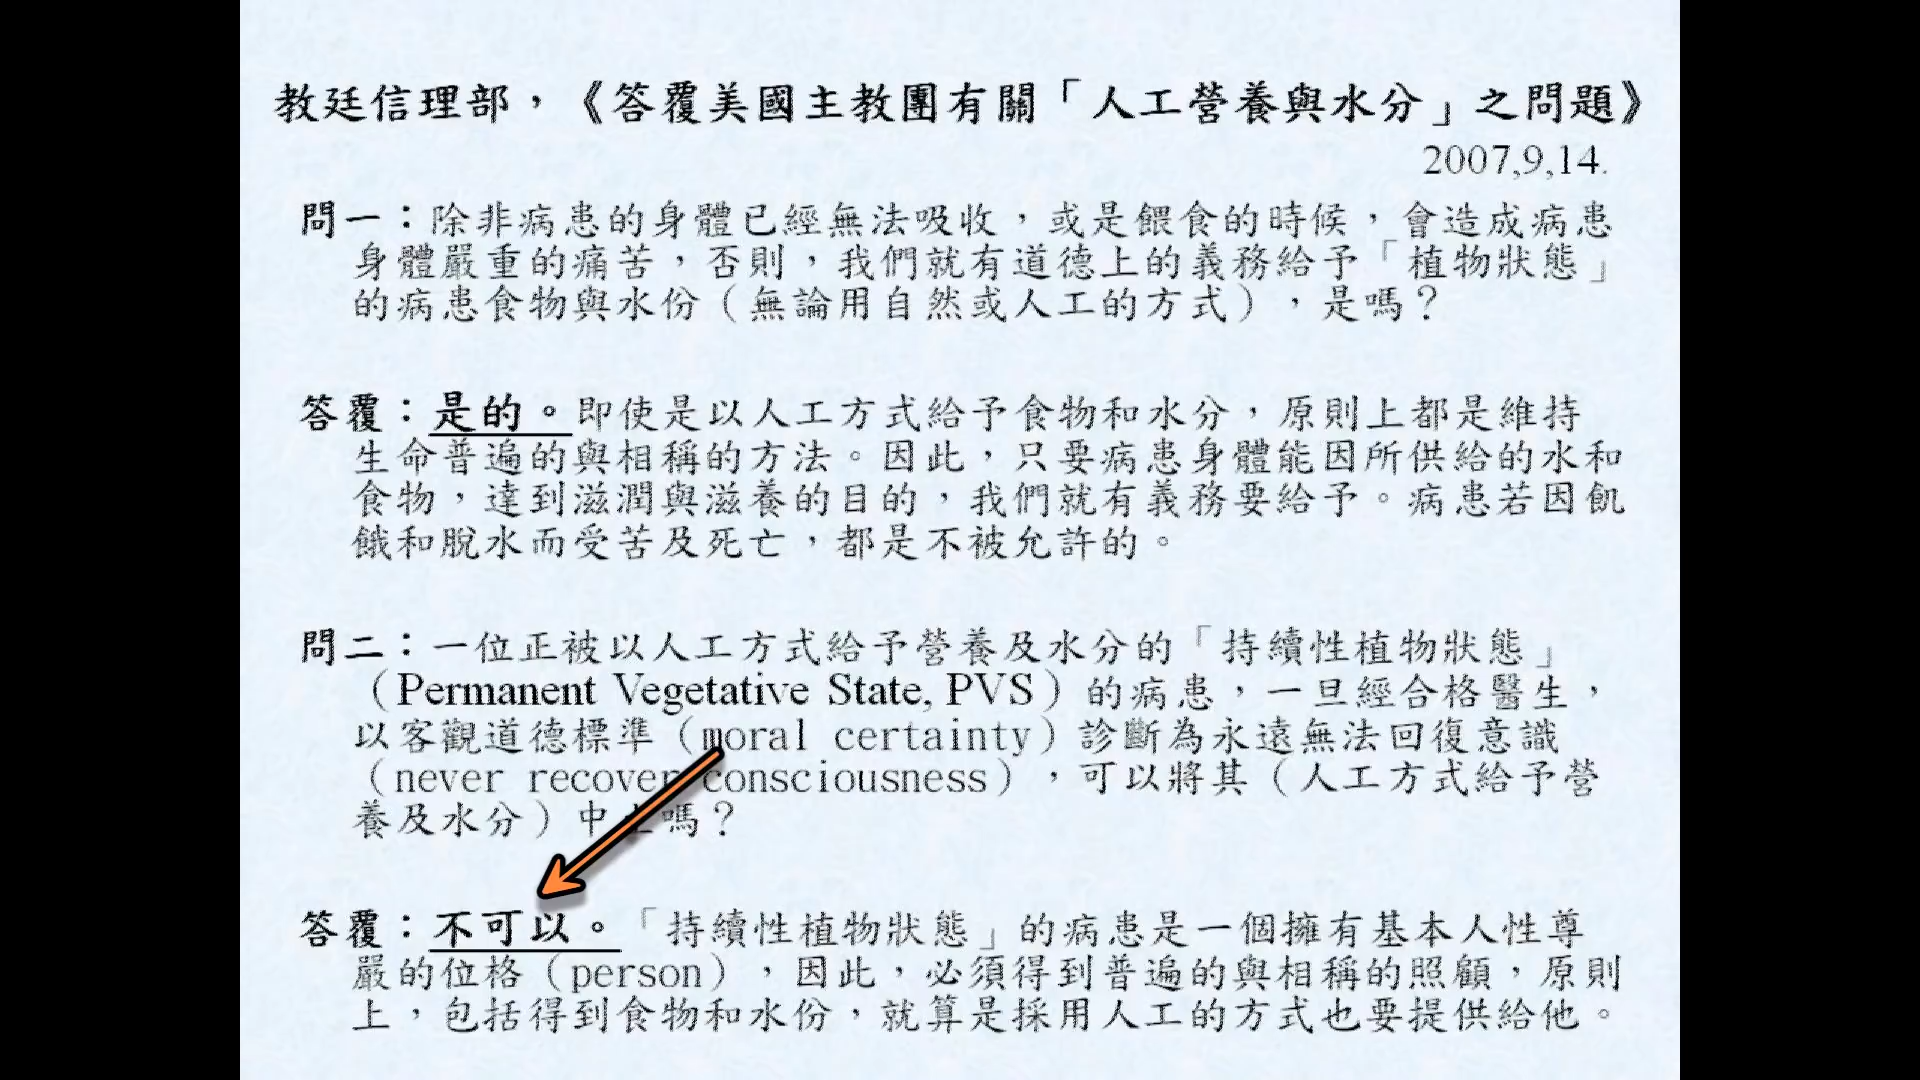 教廷信理部，《答覆美國主教團有關「人工營養與水分」之問題》
2007,9,14.
問一：除非病患的身體已經無法吸收，或是餵食的時候，會造成病患
身體嚴重的痛苦，否則，我們就有道德上的義務給予「植物狀態」
的病患食物與水份（無論用自然或人工的方式），是嗎？
答覆：是的。即使是以人工方式給予食物和水分，原則上都是維持
生命普遍的與相稱的方法。因此，只要病患身體能因所供給的水和
食物，達到滋潤與滋養的目的，我們就有義務要給予。病患若因飢
餓和脫水而受苦及死亡，都是不被允許的。
問二：一位正被以人工方式給予營養及水分的「持續性植物狀態」
（Permanent Vegetative State, PVS）的病患，一旦經合格醫生，
以客觀道德標準（moral certainty）診斷為永遠無法回復意識
（never recover consciousness），可以將其（人工方式給予營
養及水分）中止嗎？
答覆：不可以。「持續性植物狀態」的病患是一個擁有基本人性尊
嚴的位格（person），因此，必須得到普遍的與相稱的照顧，原則
上，包括得到食物和水份，就算是採用人工的方式也要提供給他。